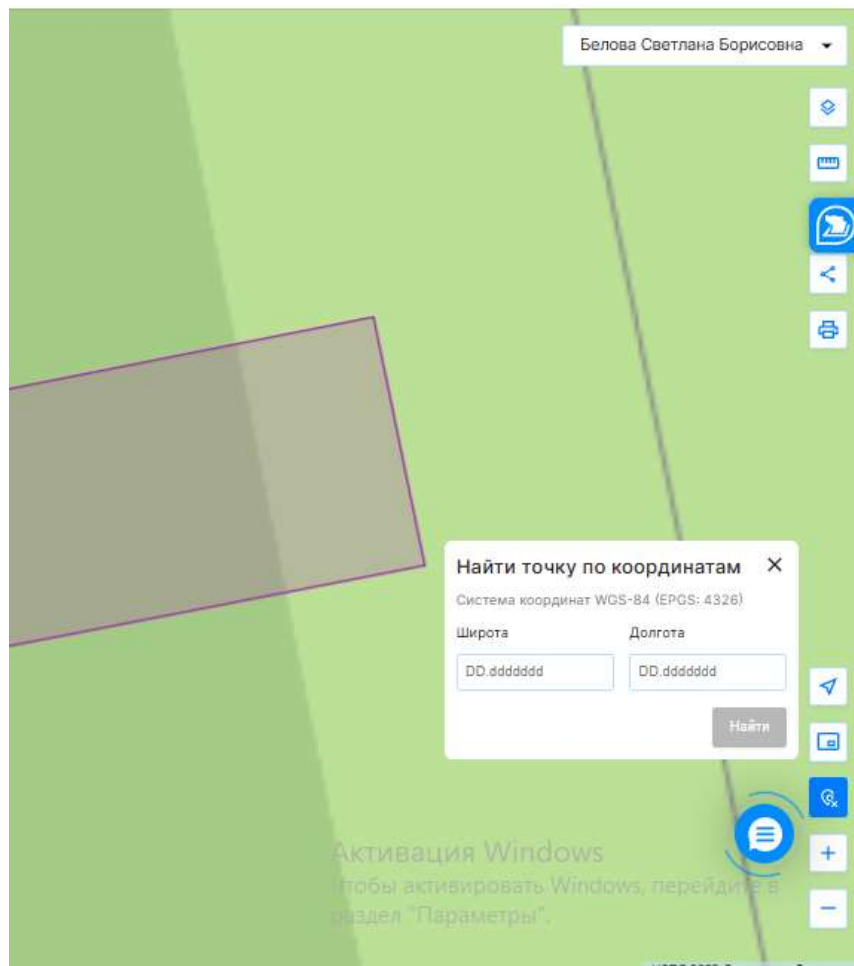 Белова Светлана Борисовна
Найти точку по координатам
Система координат WGS-84 (EPGS: 4326)
Широта
Долгота
DD.ddddddd
DD.ddddddd
Найти
Активация Windows
Чтобы активировать Windows, перейдите в
раздел "Параметры".